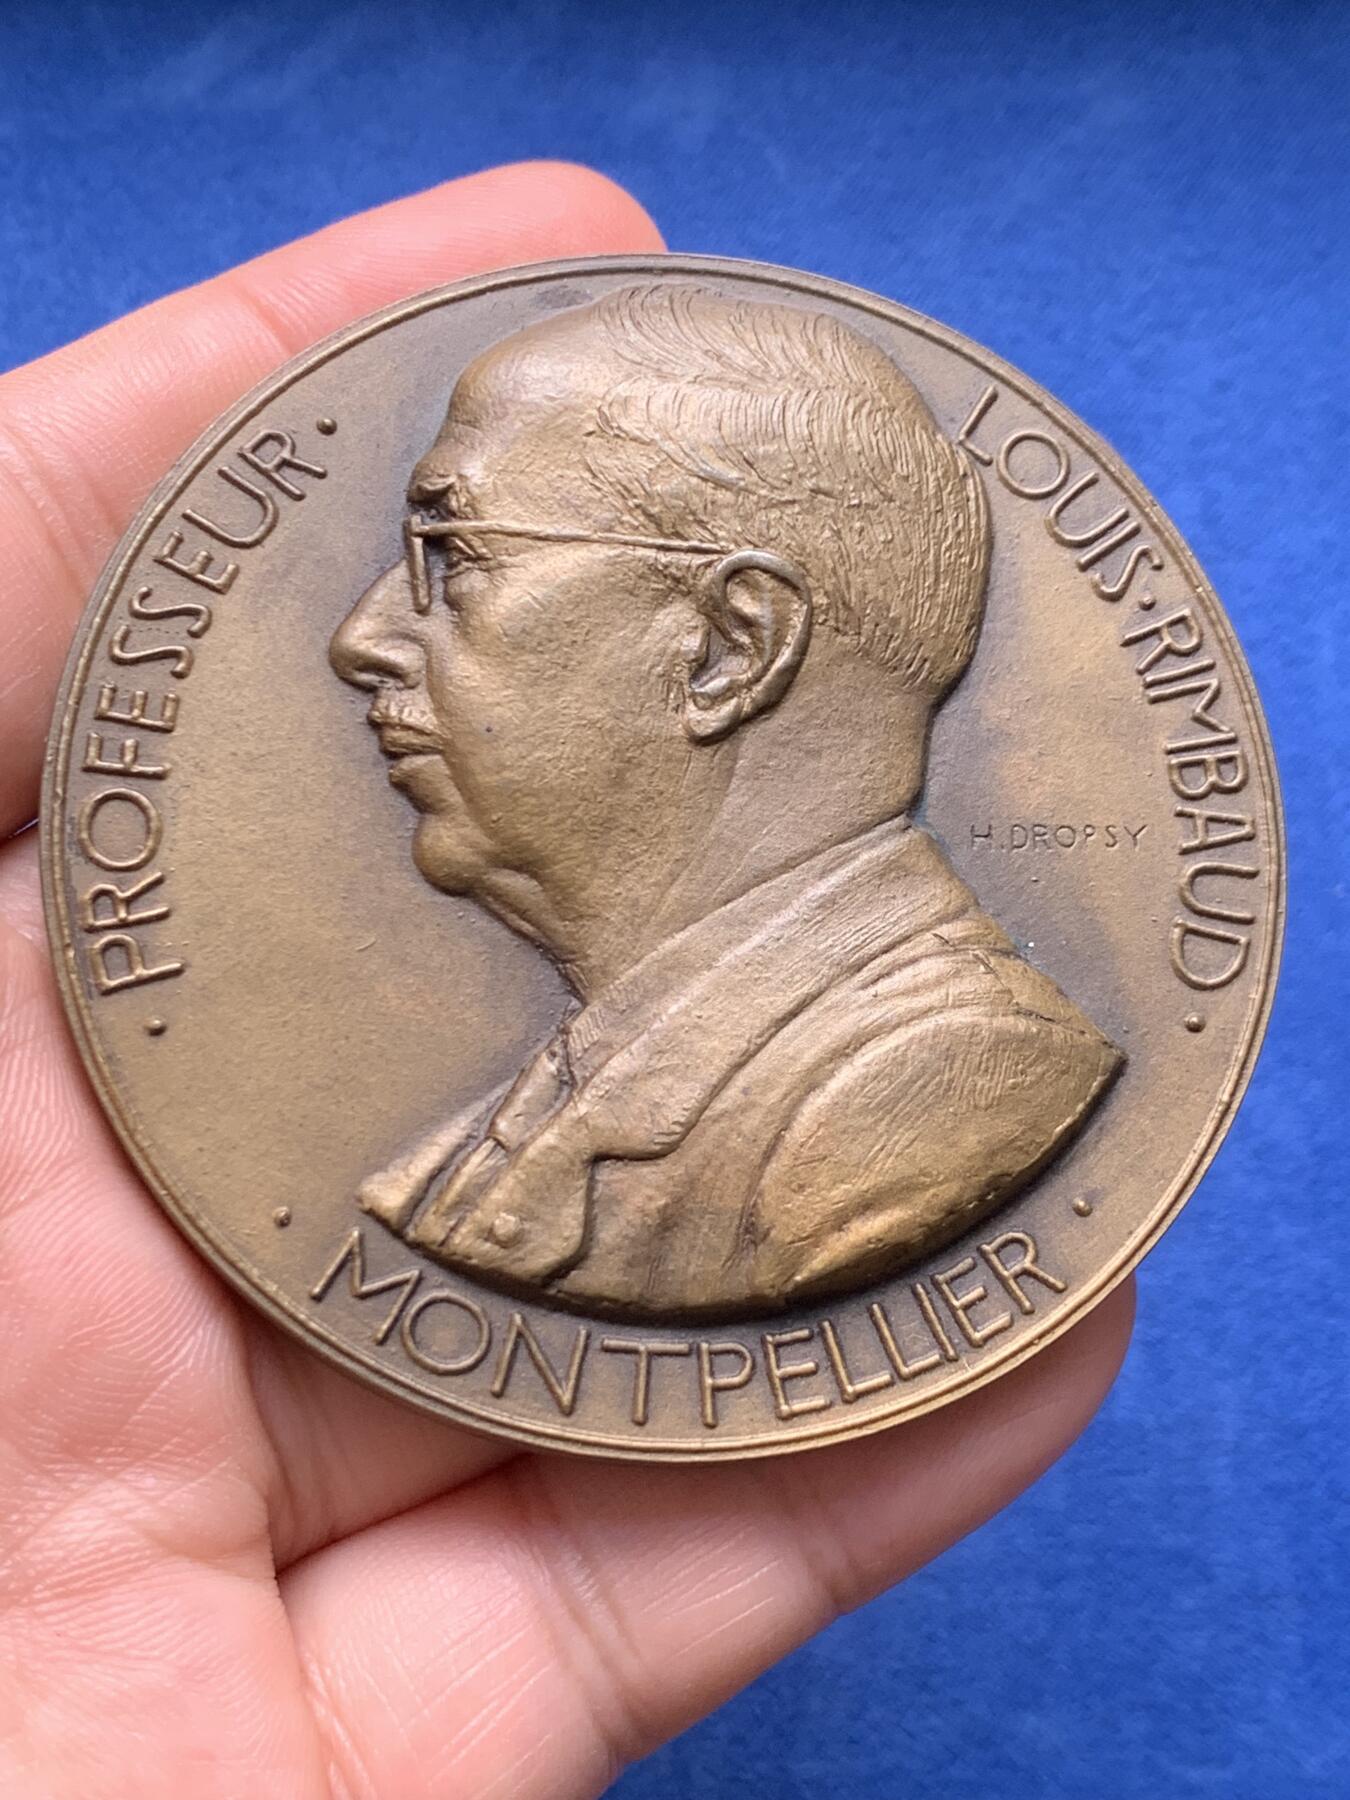 · PROFESSEUR ·
LOUIS · RIMBAUD ·
H. DROPSY
· MONTPELLIER ·